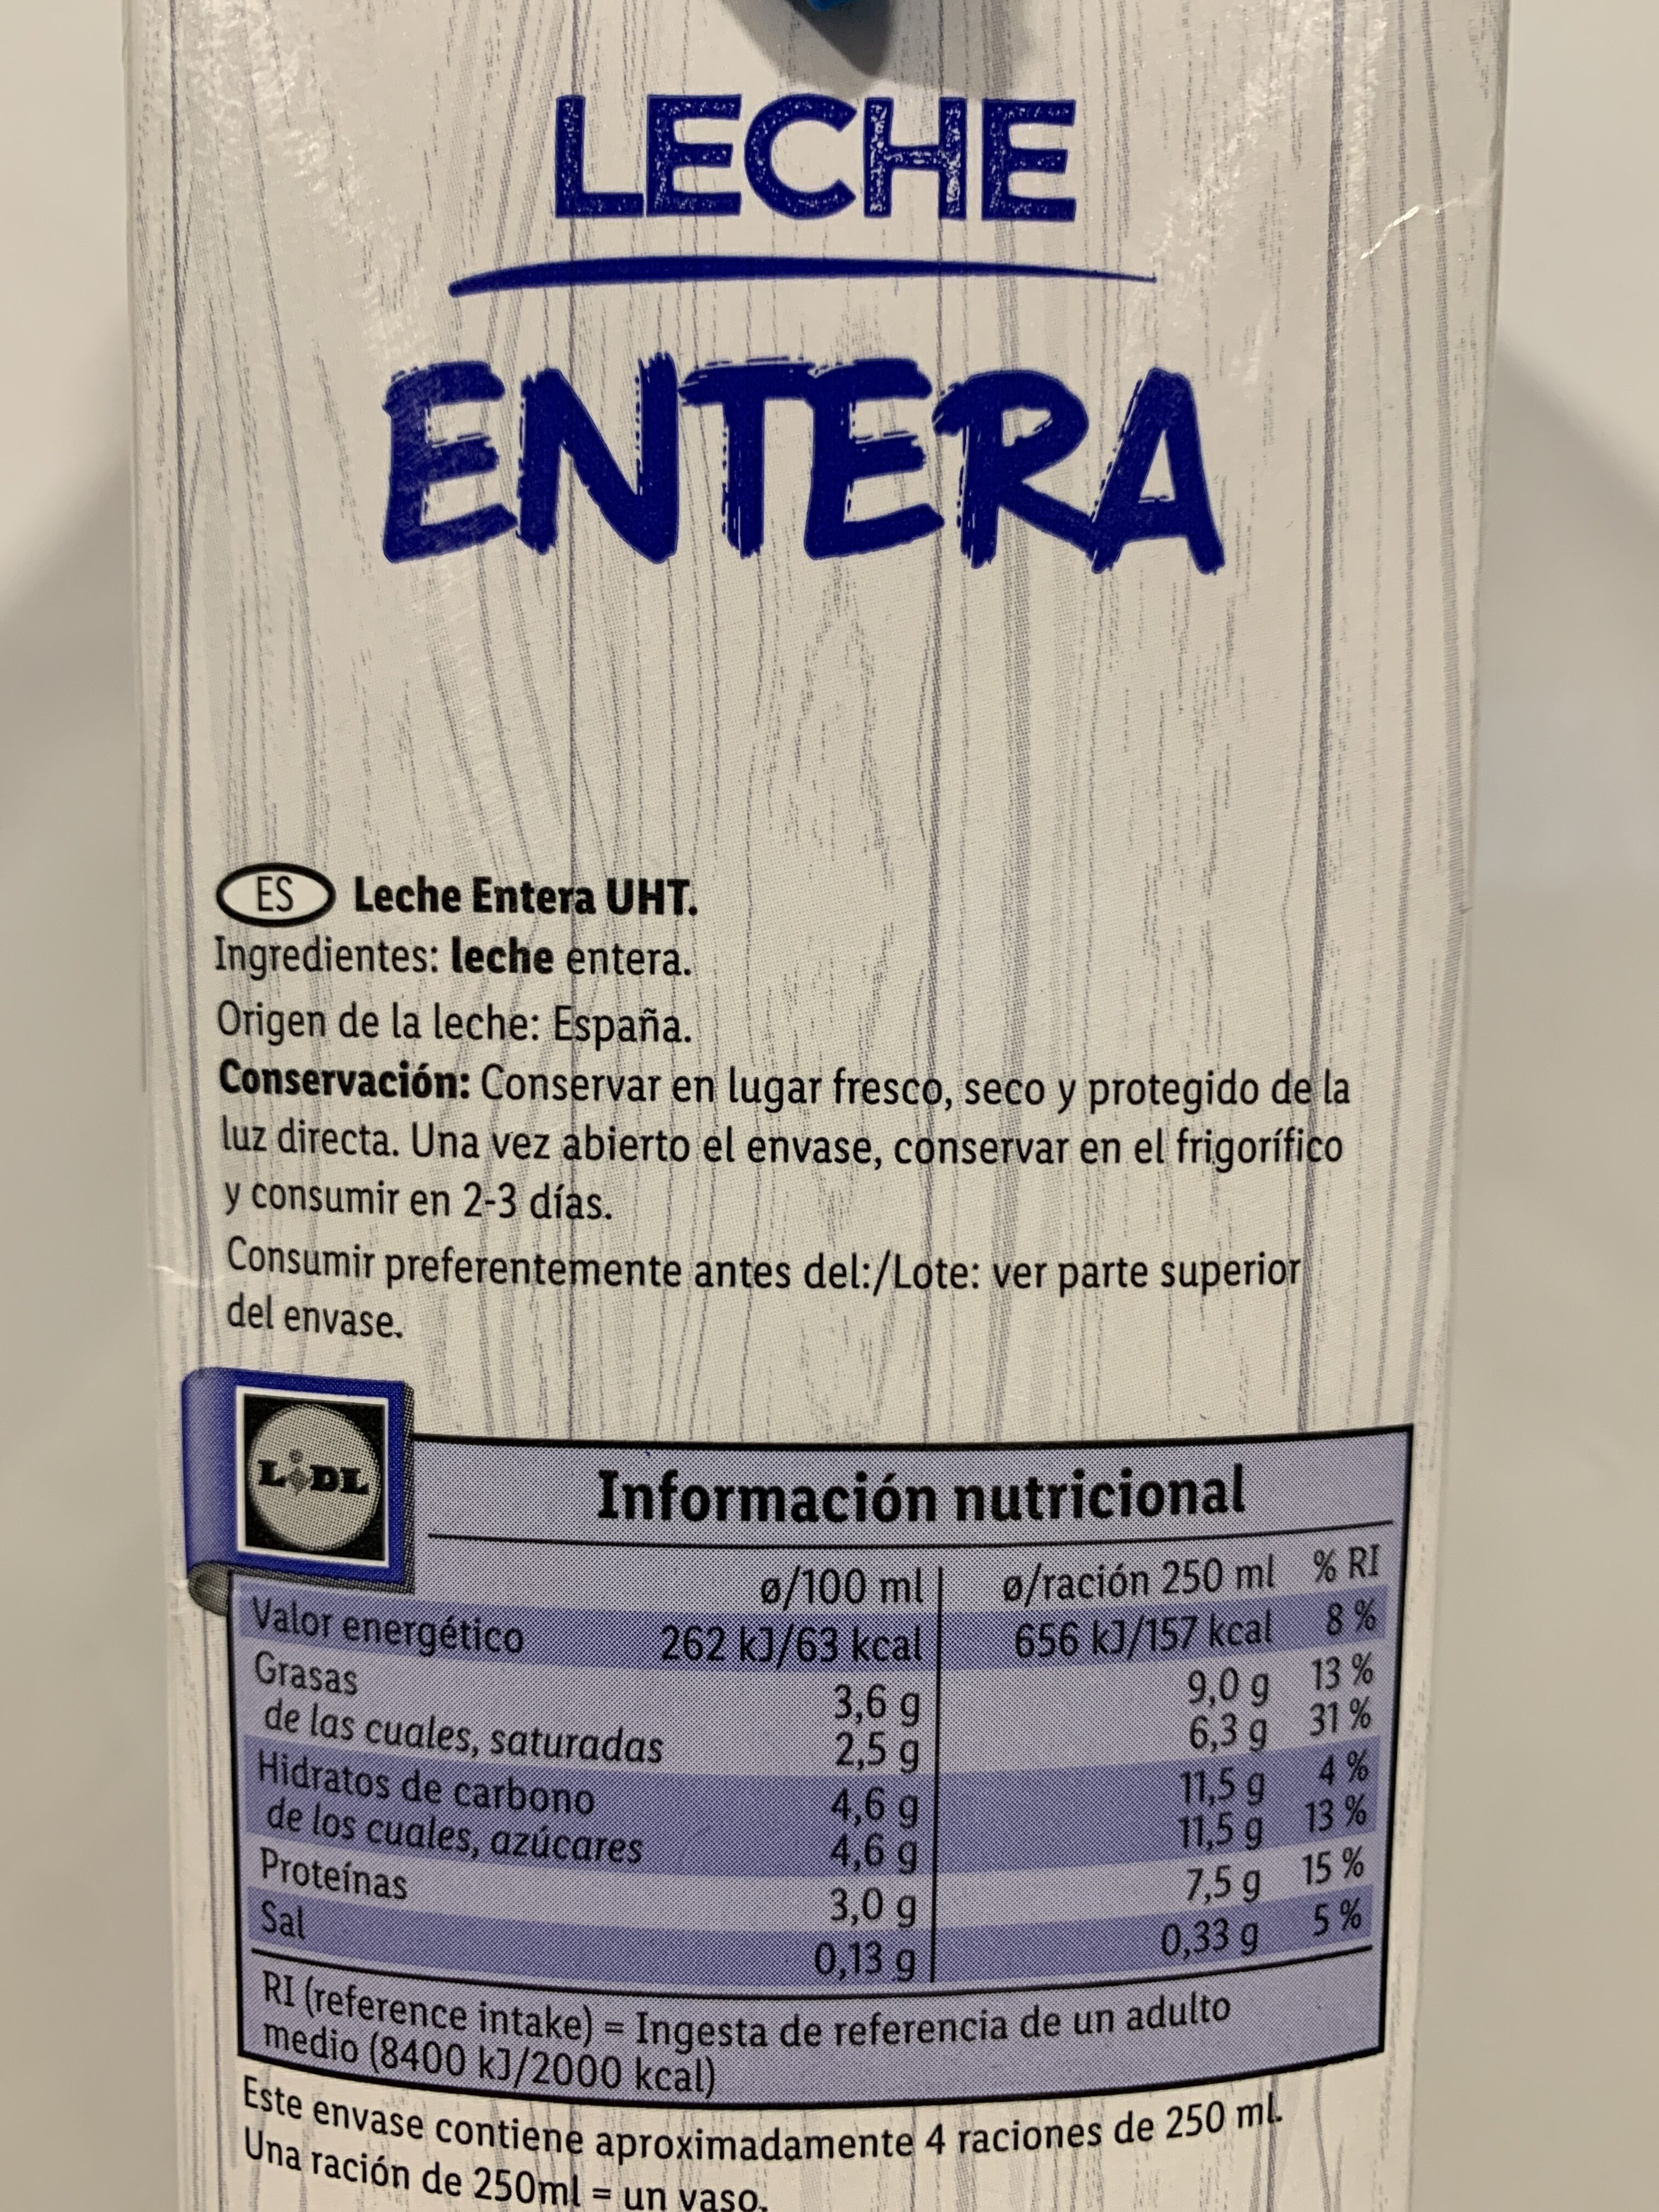 LECHE
ENTERA
ES Leche Entera UHT.
Ingredientes: leche entera.
Origen de la leche: España.
Conservación: Conservar en lugar fresco, seco y protegido de la
luz directa. Una vez abierto el envase, conservar en el frigorífico
y consumir en 2-3 días.
Consumir preferentemente antes del:/Lote: ver parte superior
del envase.
LIDL
Información nutricional
ø/100 ml ø/ración 250 ml % RI
Valor energético 262 kJ/63 kcal 656 kJ/157 kcal 8 %
Grasas 3,6 g 9,0 g 13 %
de las cuales, saturadas 2,5 g 6,3 g 31 %
Hidratos de carbono 4,6 g 11,5 g 4 %
de los cuales, azúcares 4,6 g 11,5 g 13 %
Proteínas 3,0 g 7,5 g 15 %
Sal 0,13 g 0,33 g 5 %
RI (reference intake) = Ingesta de referencia de un adulto
medio (8400 kJ/2000 kcal)
Este envase contiene aproximadamente 4 raciones de 250 ml.
Una ración de 250ml = un vaso.